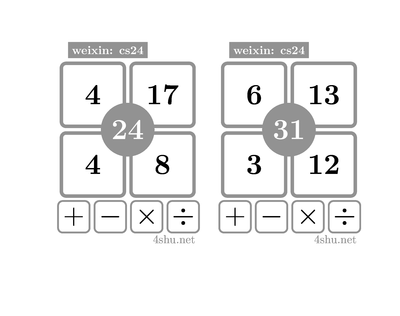 weixin: cs24
4 17
24
4 8
+ − × ÷
4shu.net
weixin: cs24
6 13
31
3 12
+ − × ÷
4shu.net